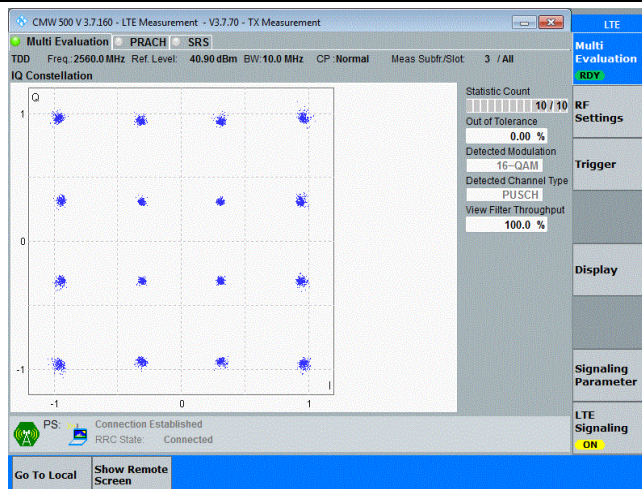 CMW 500 V 3.7.160 - LTE Measurement - V3.7.70 - TX Measurement
LTE
Multi Evaluation PRACH SRS
TDD Freq.:2560.0 MHz Ref. Level: 40.90 dBm BW:10.0 MHz CP :Normal Meas Subfr./Slot: 3 / All
IQ Constellation
Q
1
0
-1
I
-1 0 1
Statistic Count
10 / 10
Out of Tolerance
0.00 %
Detected Modulation
16-QAM
Detected Channel Type
PUSCH
View Filter Throughput
100.0 %
Multi
Evaluation
RDY
RF
Settings
Trigger
Display
Signaling
Parameter
LTE
Signaling
ON
PS: Connection Established
RRC State: Connected
Go To Local
Show Remote
Screen